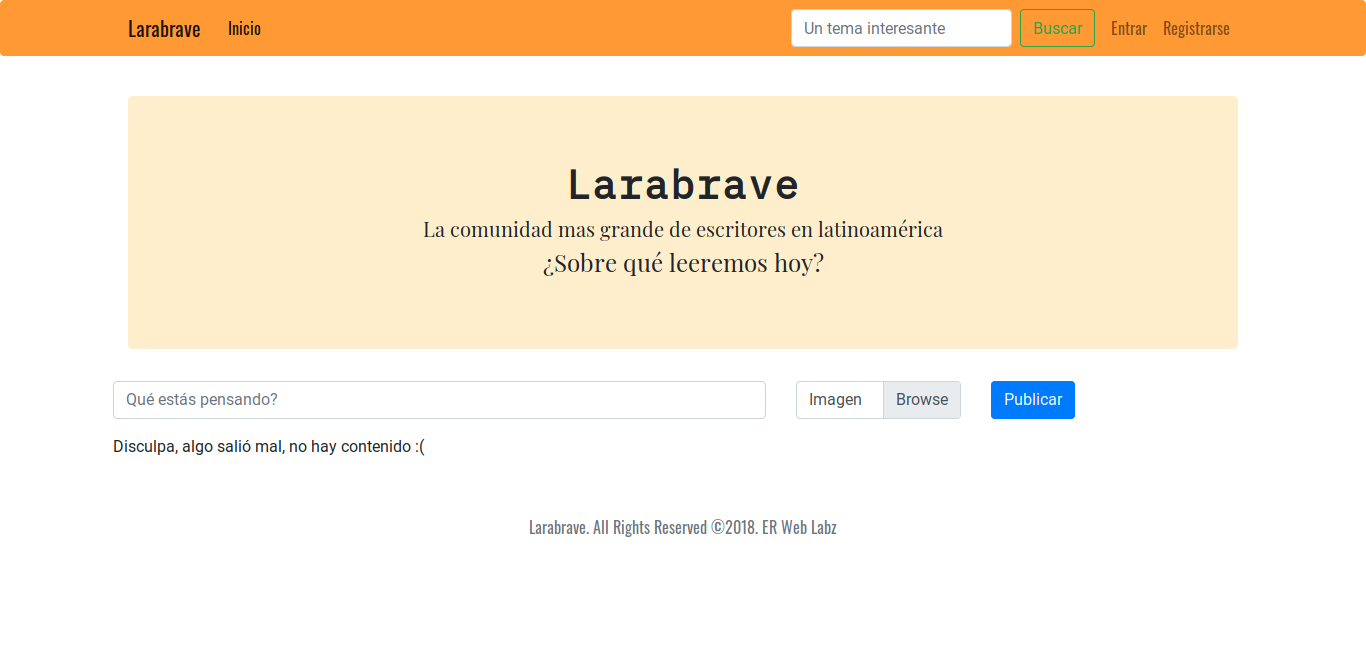 Larabrave Inicio Un tema interesante Buscar Entrar Registrarse
Larabrave
La comunidad mas grande de escritores en latinoamérica
¿Sobre qué leeremos hoy?
Qué estás pensando? Imagen Browse Publicar
Disculpa, algo salió mal, no hay contenido :(
Larabrave. All Rights Reserved ©2018. ER Web Labz